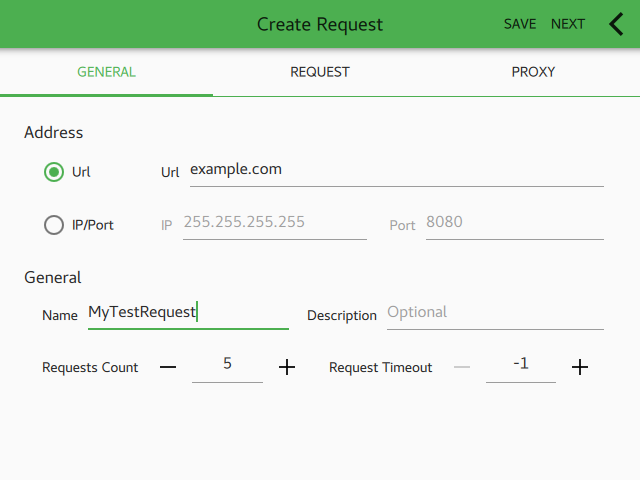 Create Request SAVE NEXT
GENERAL REQUEST PROXY
Address
Url Url example.com
IP/Port IP 255.255.255.255 Port 8080
General
Name MyTestRequest Description Optional
Requests Count 5 Request Timeout -1